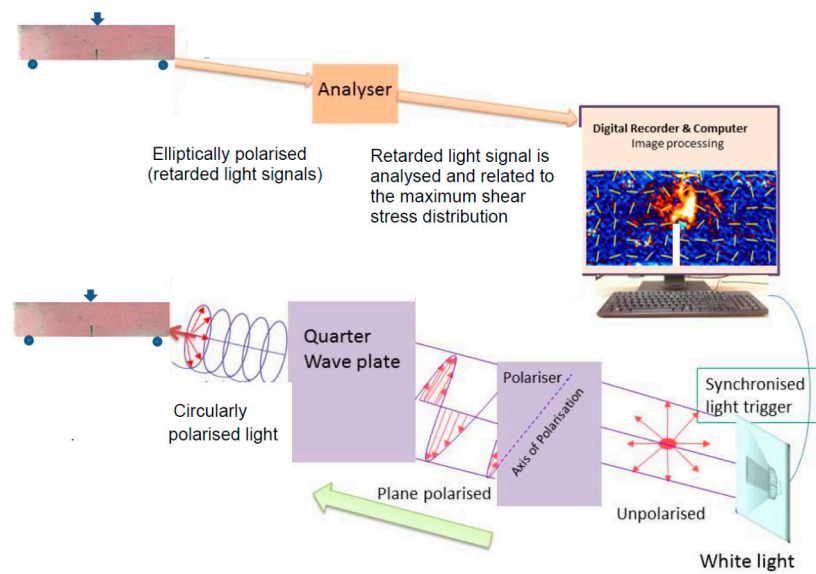 Analyser
Digital Recorder & Computer
Image processing
Elliptically polarised
(retarded light signals)
Retarded light signal is
analysed and related to
the maximum shear
stress distribution
Quarter
Wave plate
Polariser
Axis of Polarisation
Synchronised
light trigger
Circularly
polarised light
Plane polarised
Unpolarised
White light